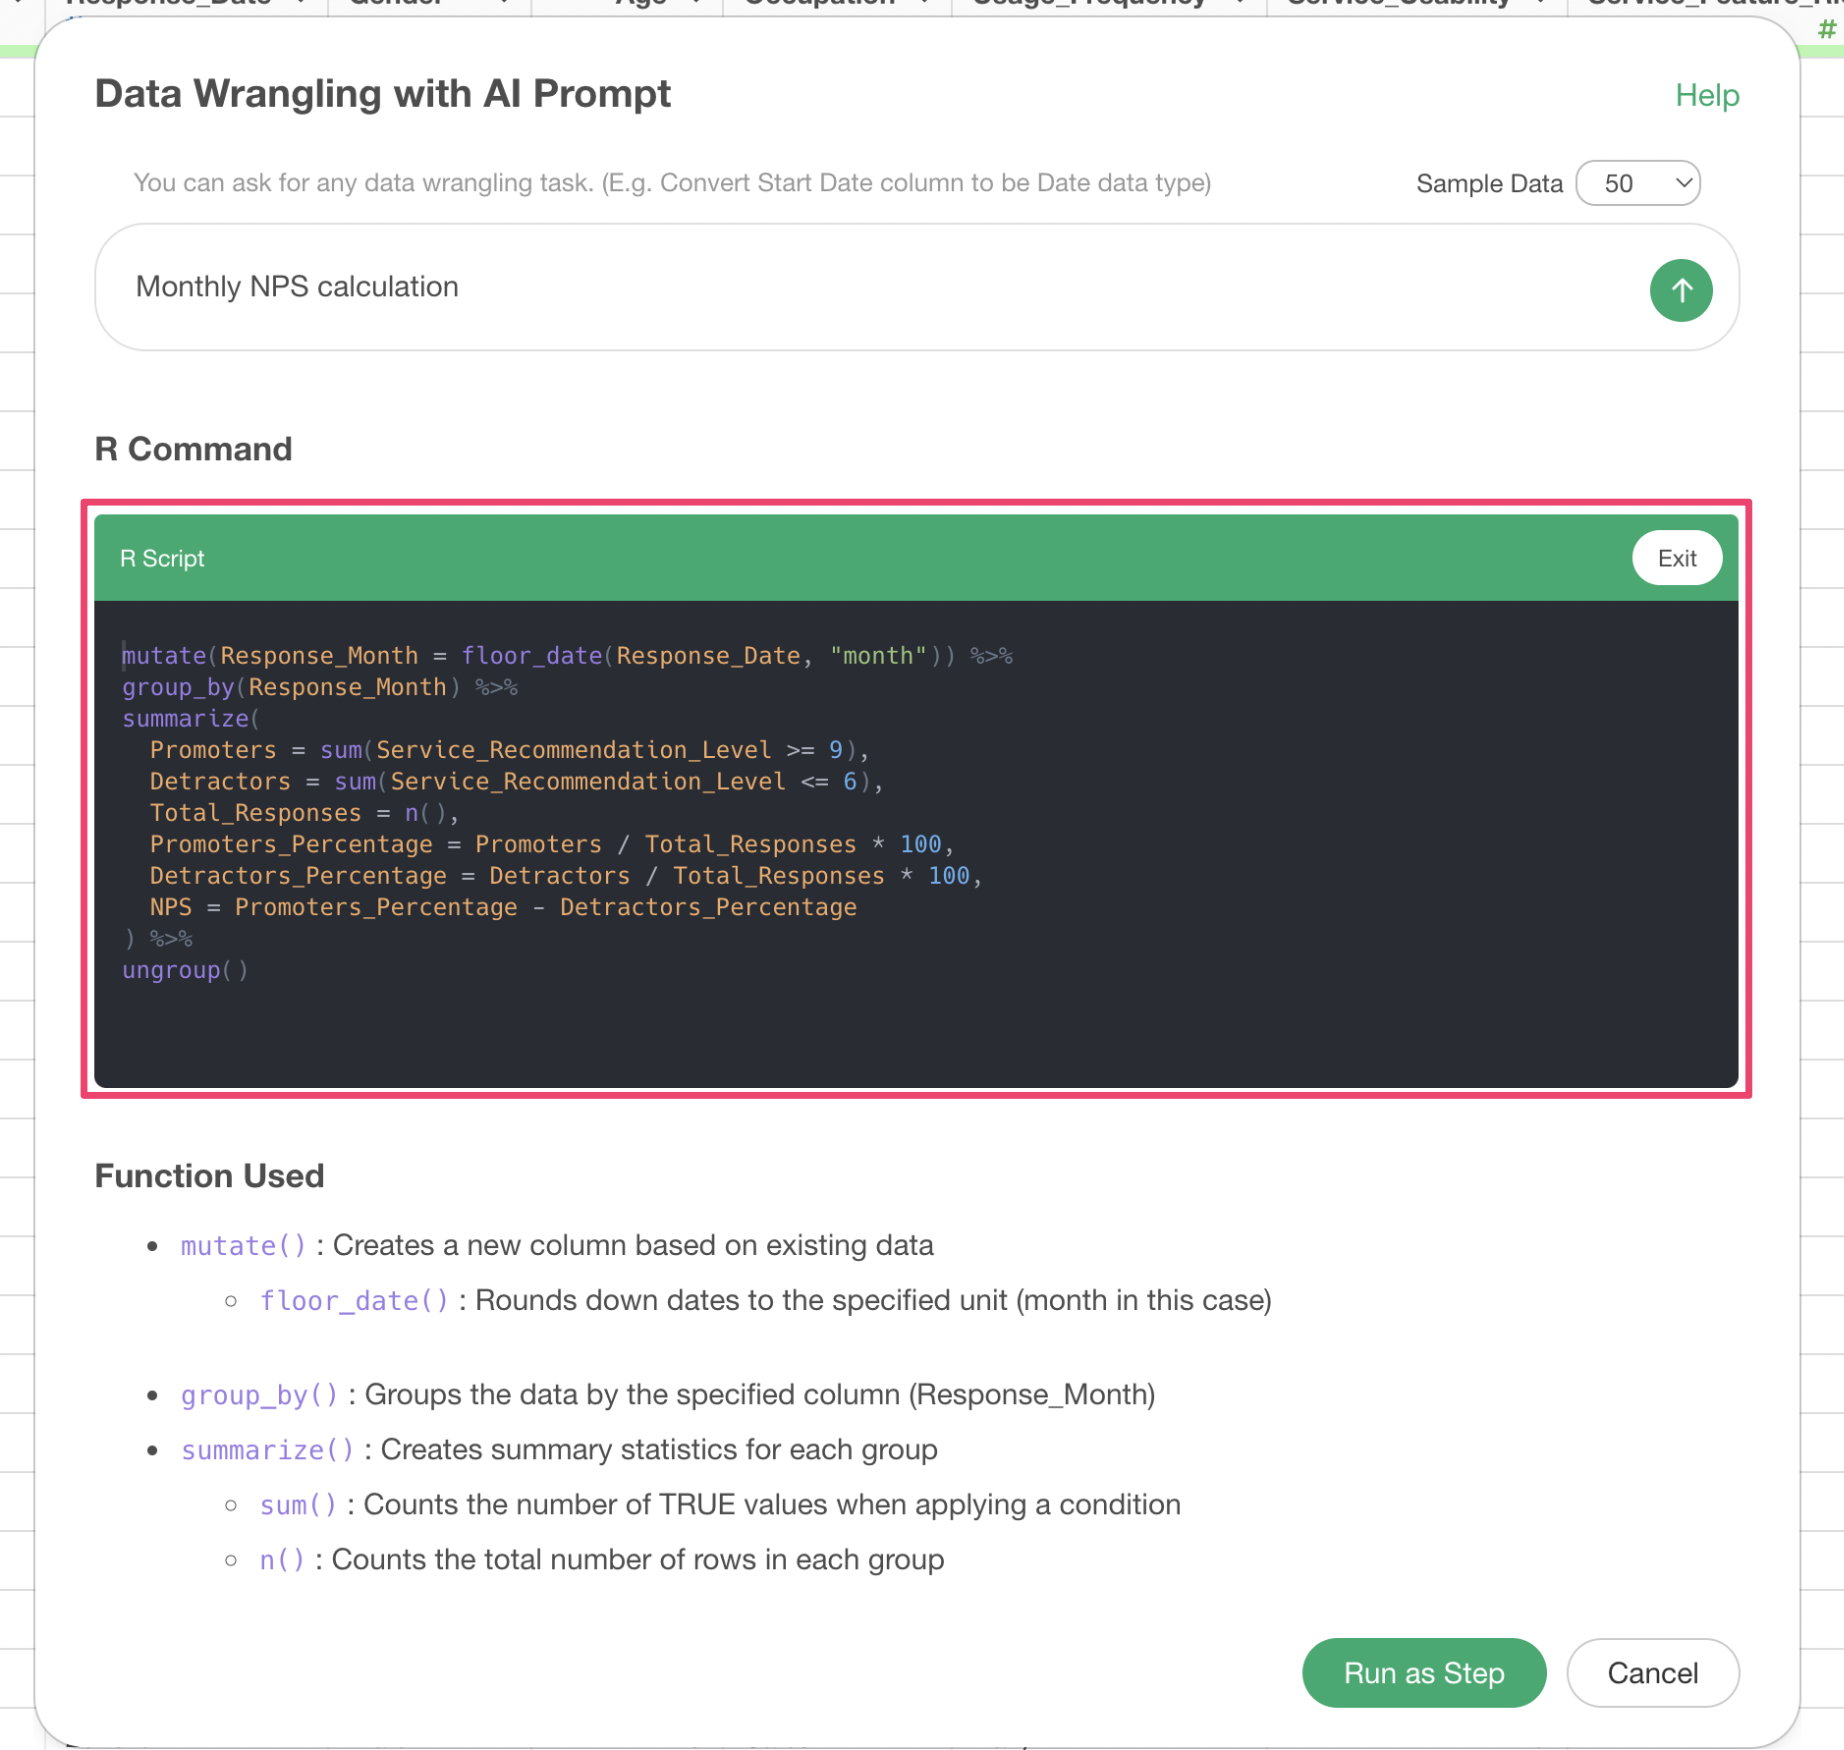 Response_Date Gender Age Occupation Usage_Frequency Service_Usability
#
Data Wrangling with AI Prompt
Help
You can ask for any data wrangling task. (E.g. Convert Start Date column to be Date data type)
Sample Data 50
Monthly NPS calculation
R Command
R Script
Exit
mutate(Response_Month = floor_date(Response_Date, "month")) %>%
group_by(Response_Month) %>%
summarize(
  Promoters = sum(Service_Recommendation_Level >= 9),
  Detractors = sum(Service_Recommendation_Level <= 6),
  Total_Responses = n(),
  Promoters_Percentage = Promoters / Total_Responses * 100,
  Detractors_Percentage = Detractors / Total_Responses * 100,
  NPS = Promoters_Percentage - Detractors_Percentage
) %>%
ungroup()
Function Used
• mutate() : Creates a new column based on existing data
◦ floor_date() : Rounds down dates to the specified unit (month in this case)
• group_by() : Groups the data by the specified column (Response_Month)
• summarize() : Creates summary statistics for each group
◦ sum() : Counts the number of TRUE values when applying a condition
◦ n() : Counts the total number of rows in each group
Run as Step
Cancel